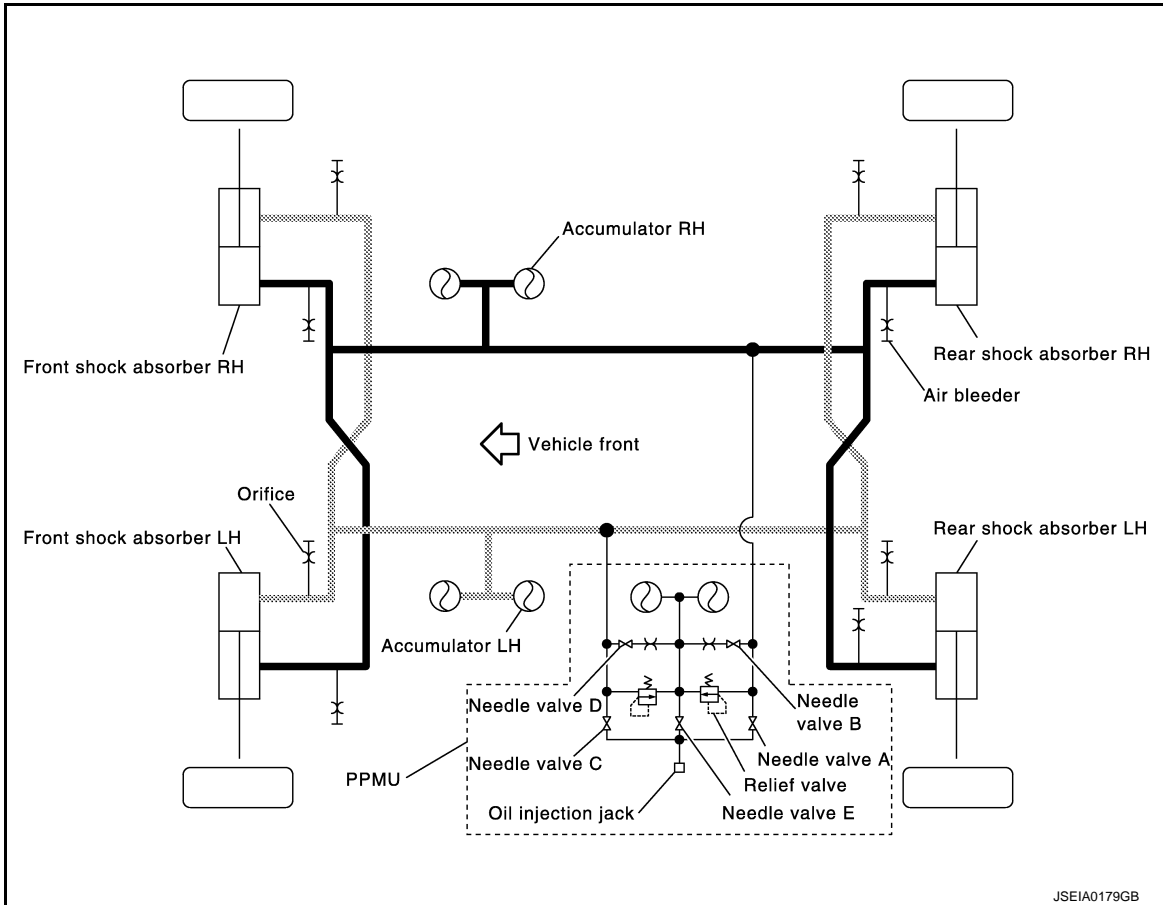 Accumulator RH
Front shock absorber RH
Rear shock absorber RH
Air bleeder
Vehicle front
Orifice
Front shock absorber LH
Rear shock absorber LH
Accumulator LH
Needle valve D
Needle
valve B
Needle valve C
Needle valve A
PPMU
Relief valve
Oil injection jack
Needle valve E
JSEIA0179GB